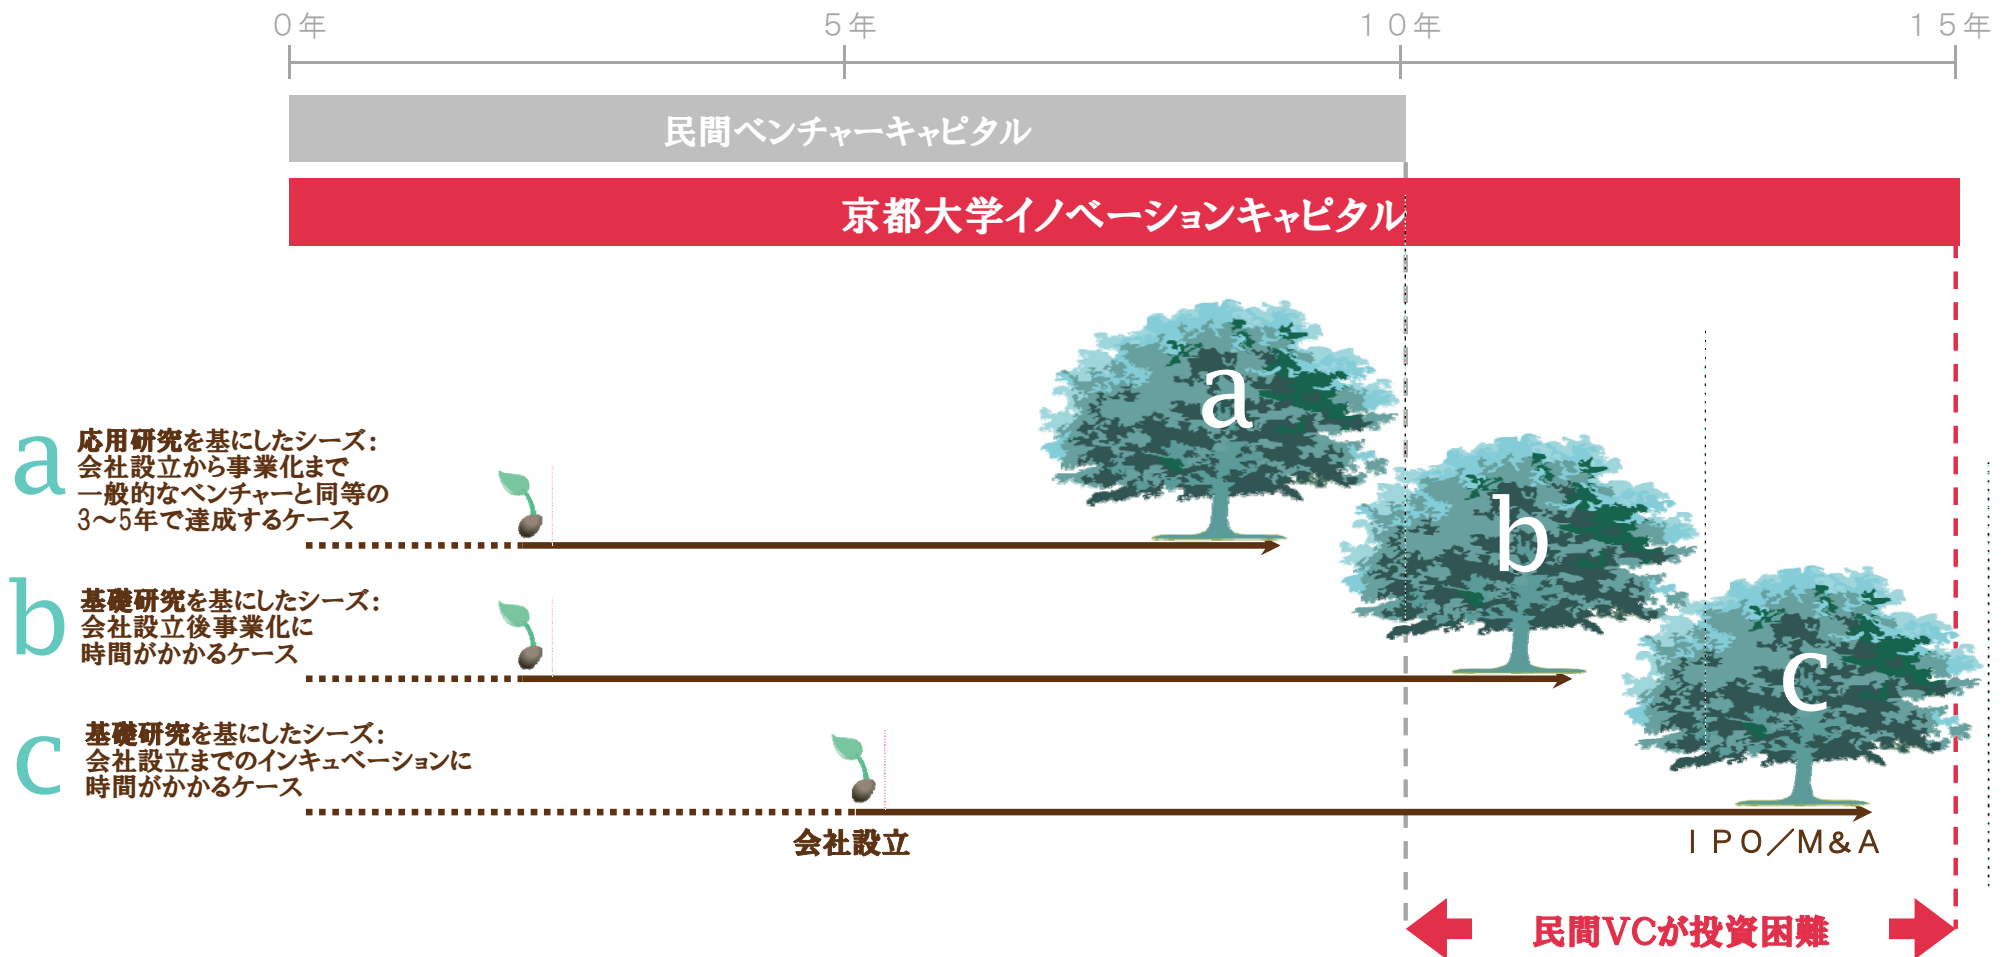 ０年
５年
１０年
１５年
民間ベンチャーキャピタル
京都大学イノベーションキャピタル
a
応用研究を基にしたシーズ：
会社設立から事業化まで
一般的なベンチャーと同等の
3～5年で達成するケース
a
b
基礎研究を基にしたシーズ：
会社設立後事業化に
時間がかかるケース
b
c
基礎研究を基にしたシーズ：
会社設立までのインキュベーションに
時間がかかるケース
c
会社設立
ＩＰＯ／Ｍ＆Ａ
民間VCが投資困難